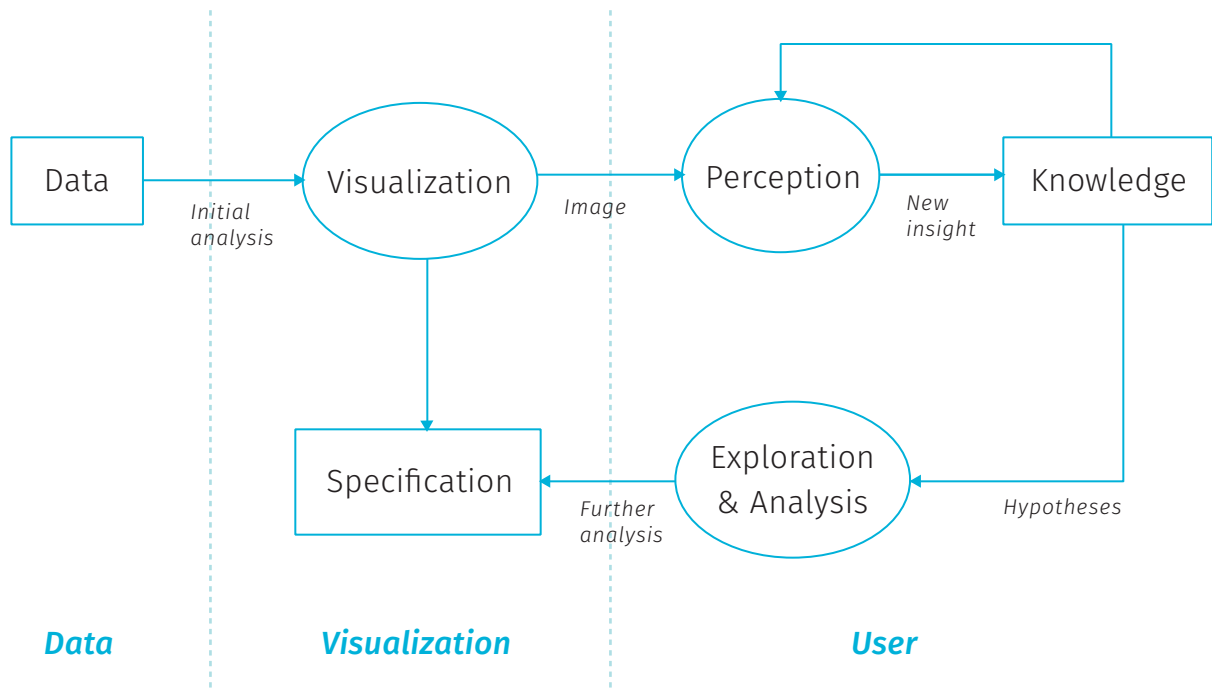 Data
Initial
analysis
Visualization
Image
Perception
New
insight
Knowledge
Specification
Further
analysis
Exploration
& Analysis
Hypotheses
Data
Visualization
User